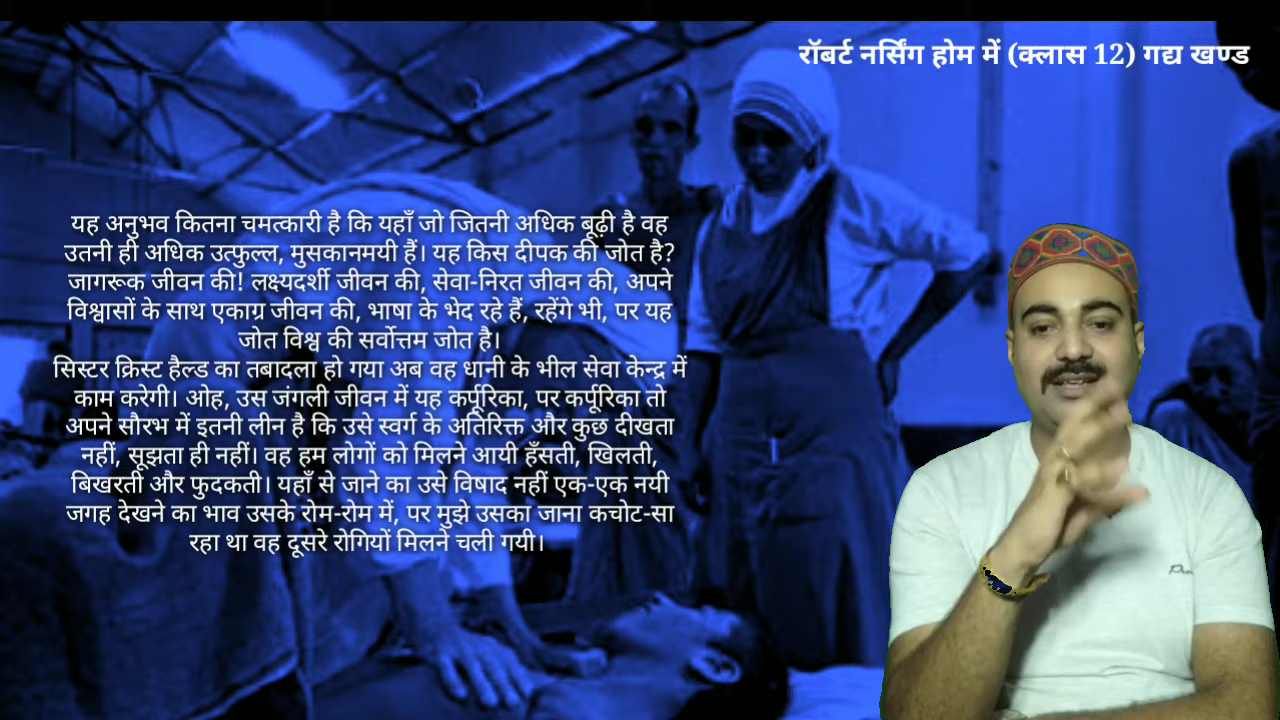 रॉबर्ट नर्सिंग होम में (क्लास 12) गद्य खण्ड
यह अनुभव कितना चमत्कारी है कि यहाँ जो जितनी अधिक बूढ़ी है वह
उतनी ही अधिक उत्फुल्ल, मुसकानमयी हैं। यह किस दीपक की जोत है?
जागरूक जीवन की! लक्ष्यदर्शी जीवन की, सेवा-निरत जीवन की, अपने
विश्वासों के साथ एकाग्र जीवन की, भाषा के भेद रहे हैं, रहेंगे भी, पर यह
जोत विश्व की सर्वोत्तम जोत है।
सिस्टर क्रिस्ट हैल्ड का तबादला हो गया अब वह धानी के भील सेवा केन्द्र में
काम करेगी। ओह, उस जंगली जीवन में यह कर्पूरिका, पर कर्पूरिका तो
अपने सौरभ में इतनी लीन है कि उसे स्वर्ग के अतिरिक्त और कुछ दीखता
नहीं, सूझता ही नहीं। वह हम लोगों को मिलने आयी हँसती, खिलती,
बिखरती और फुदकती। यहाँ से जाने का उसे विषाद नहीं एक-एक नयी
जगह देखने का भाव उसके रोम-रोम में, पर मुझे उसका जाना कचोट-सा
रहा था वह दूसरे रोगियों मिलने चली गयी।